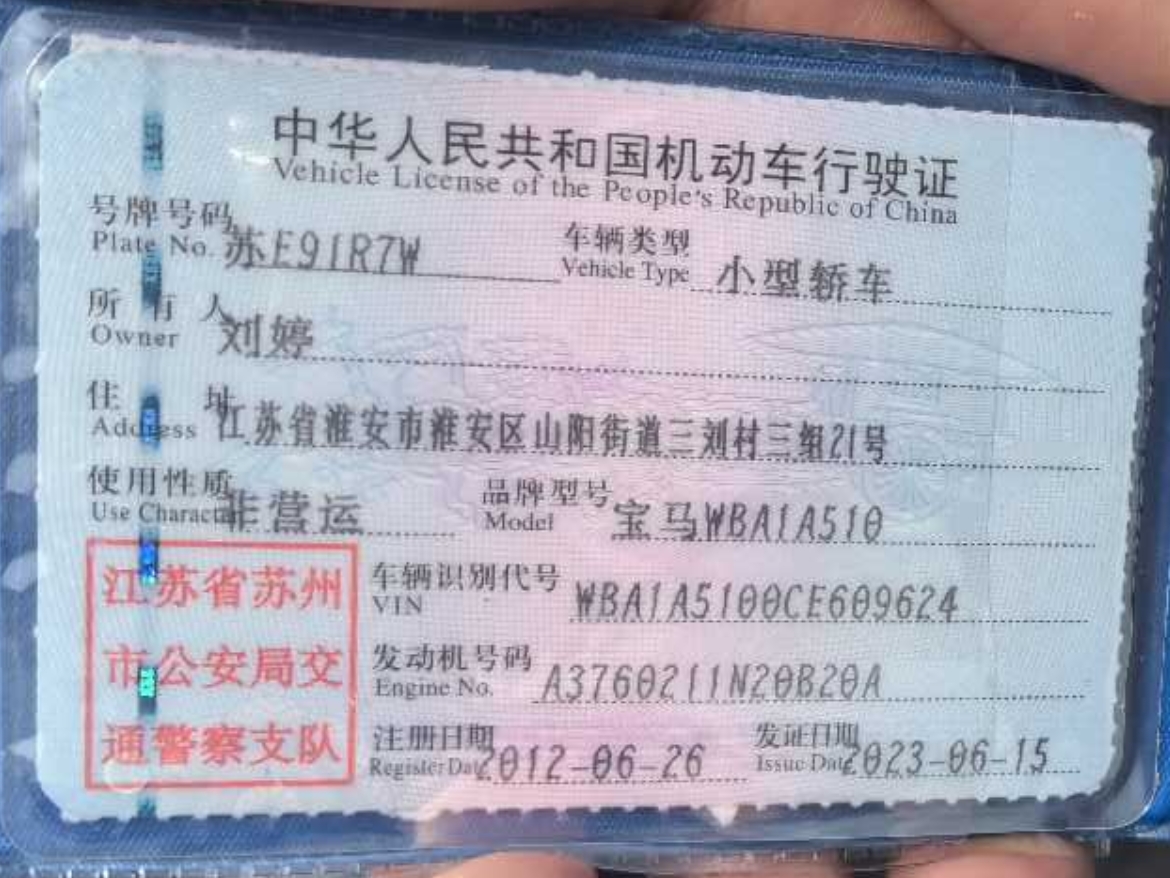 中华人民共和国机动车行驶证
Vehicle License of the People's Republic of China
号牌号码 苏E91R7W 车辆类型 小型轿车
Plate No. Vehicle Type
所有人 刘婷
Owner
住址 江苏省淮安市淮安区山阳街道三刘村三组21号
Address
使用性质 非营运 品牌型号 宝马WBA1A510
Use Character Model
江苏省苏州
市公安局交
通警察支队
车辆识别代号 WBA1A5100CE609624
VIN
发动机号码 A3760211N20B20A
Engine No.
注册日期 2012-06-26 发证日期 2023-06-15
Register Date Issue Date